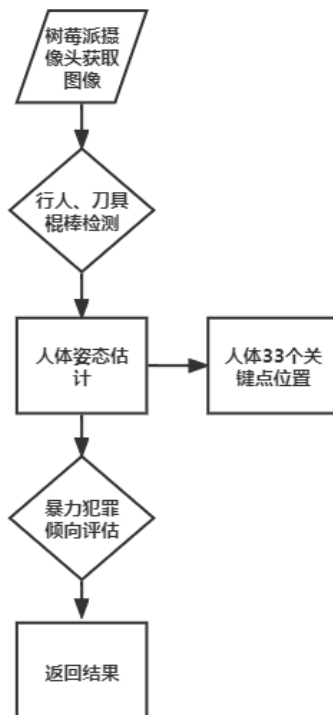 树莓派摄
像头获取
图像
行人、刀具
棍棒检测
人体姿态估
计
人体33个关
键点位置
暴力犯罪
倾向评估
返回结果